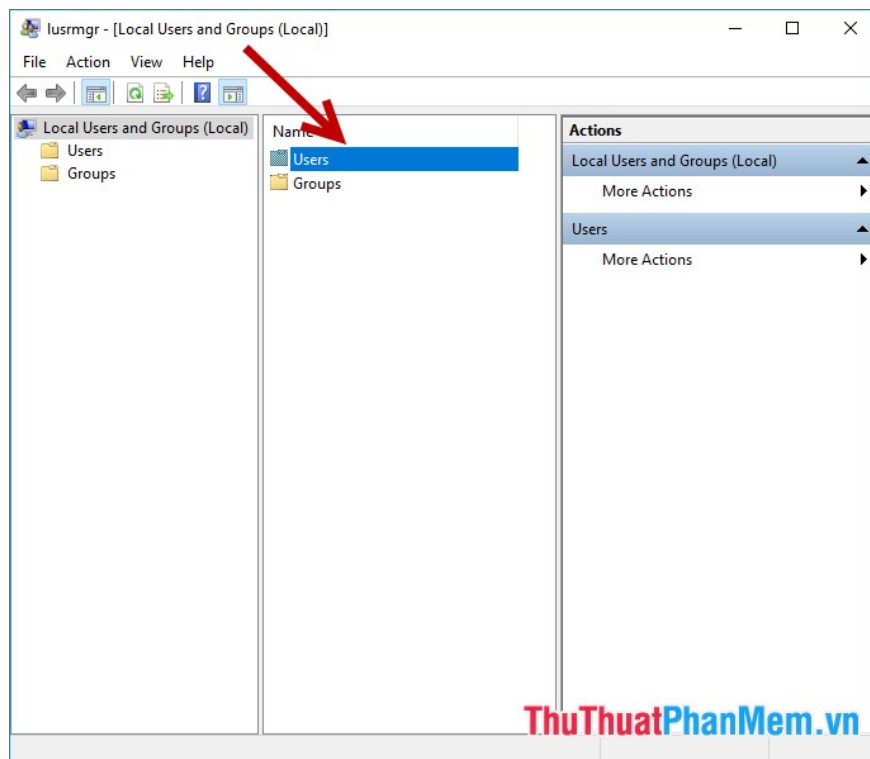 lusrmgr - [Local Users and Groups (Local)]
File Action View Help
Local Users and Groups (Local)
Users
Groups
Name
Users
Groups
Actions
Local Users and Groups (Local)
More Actions
Users
More Actions
ThuThuatPhanMem.vn